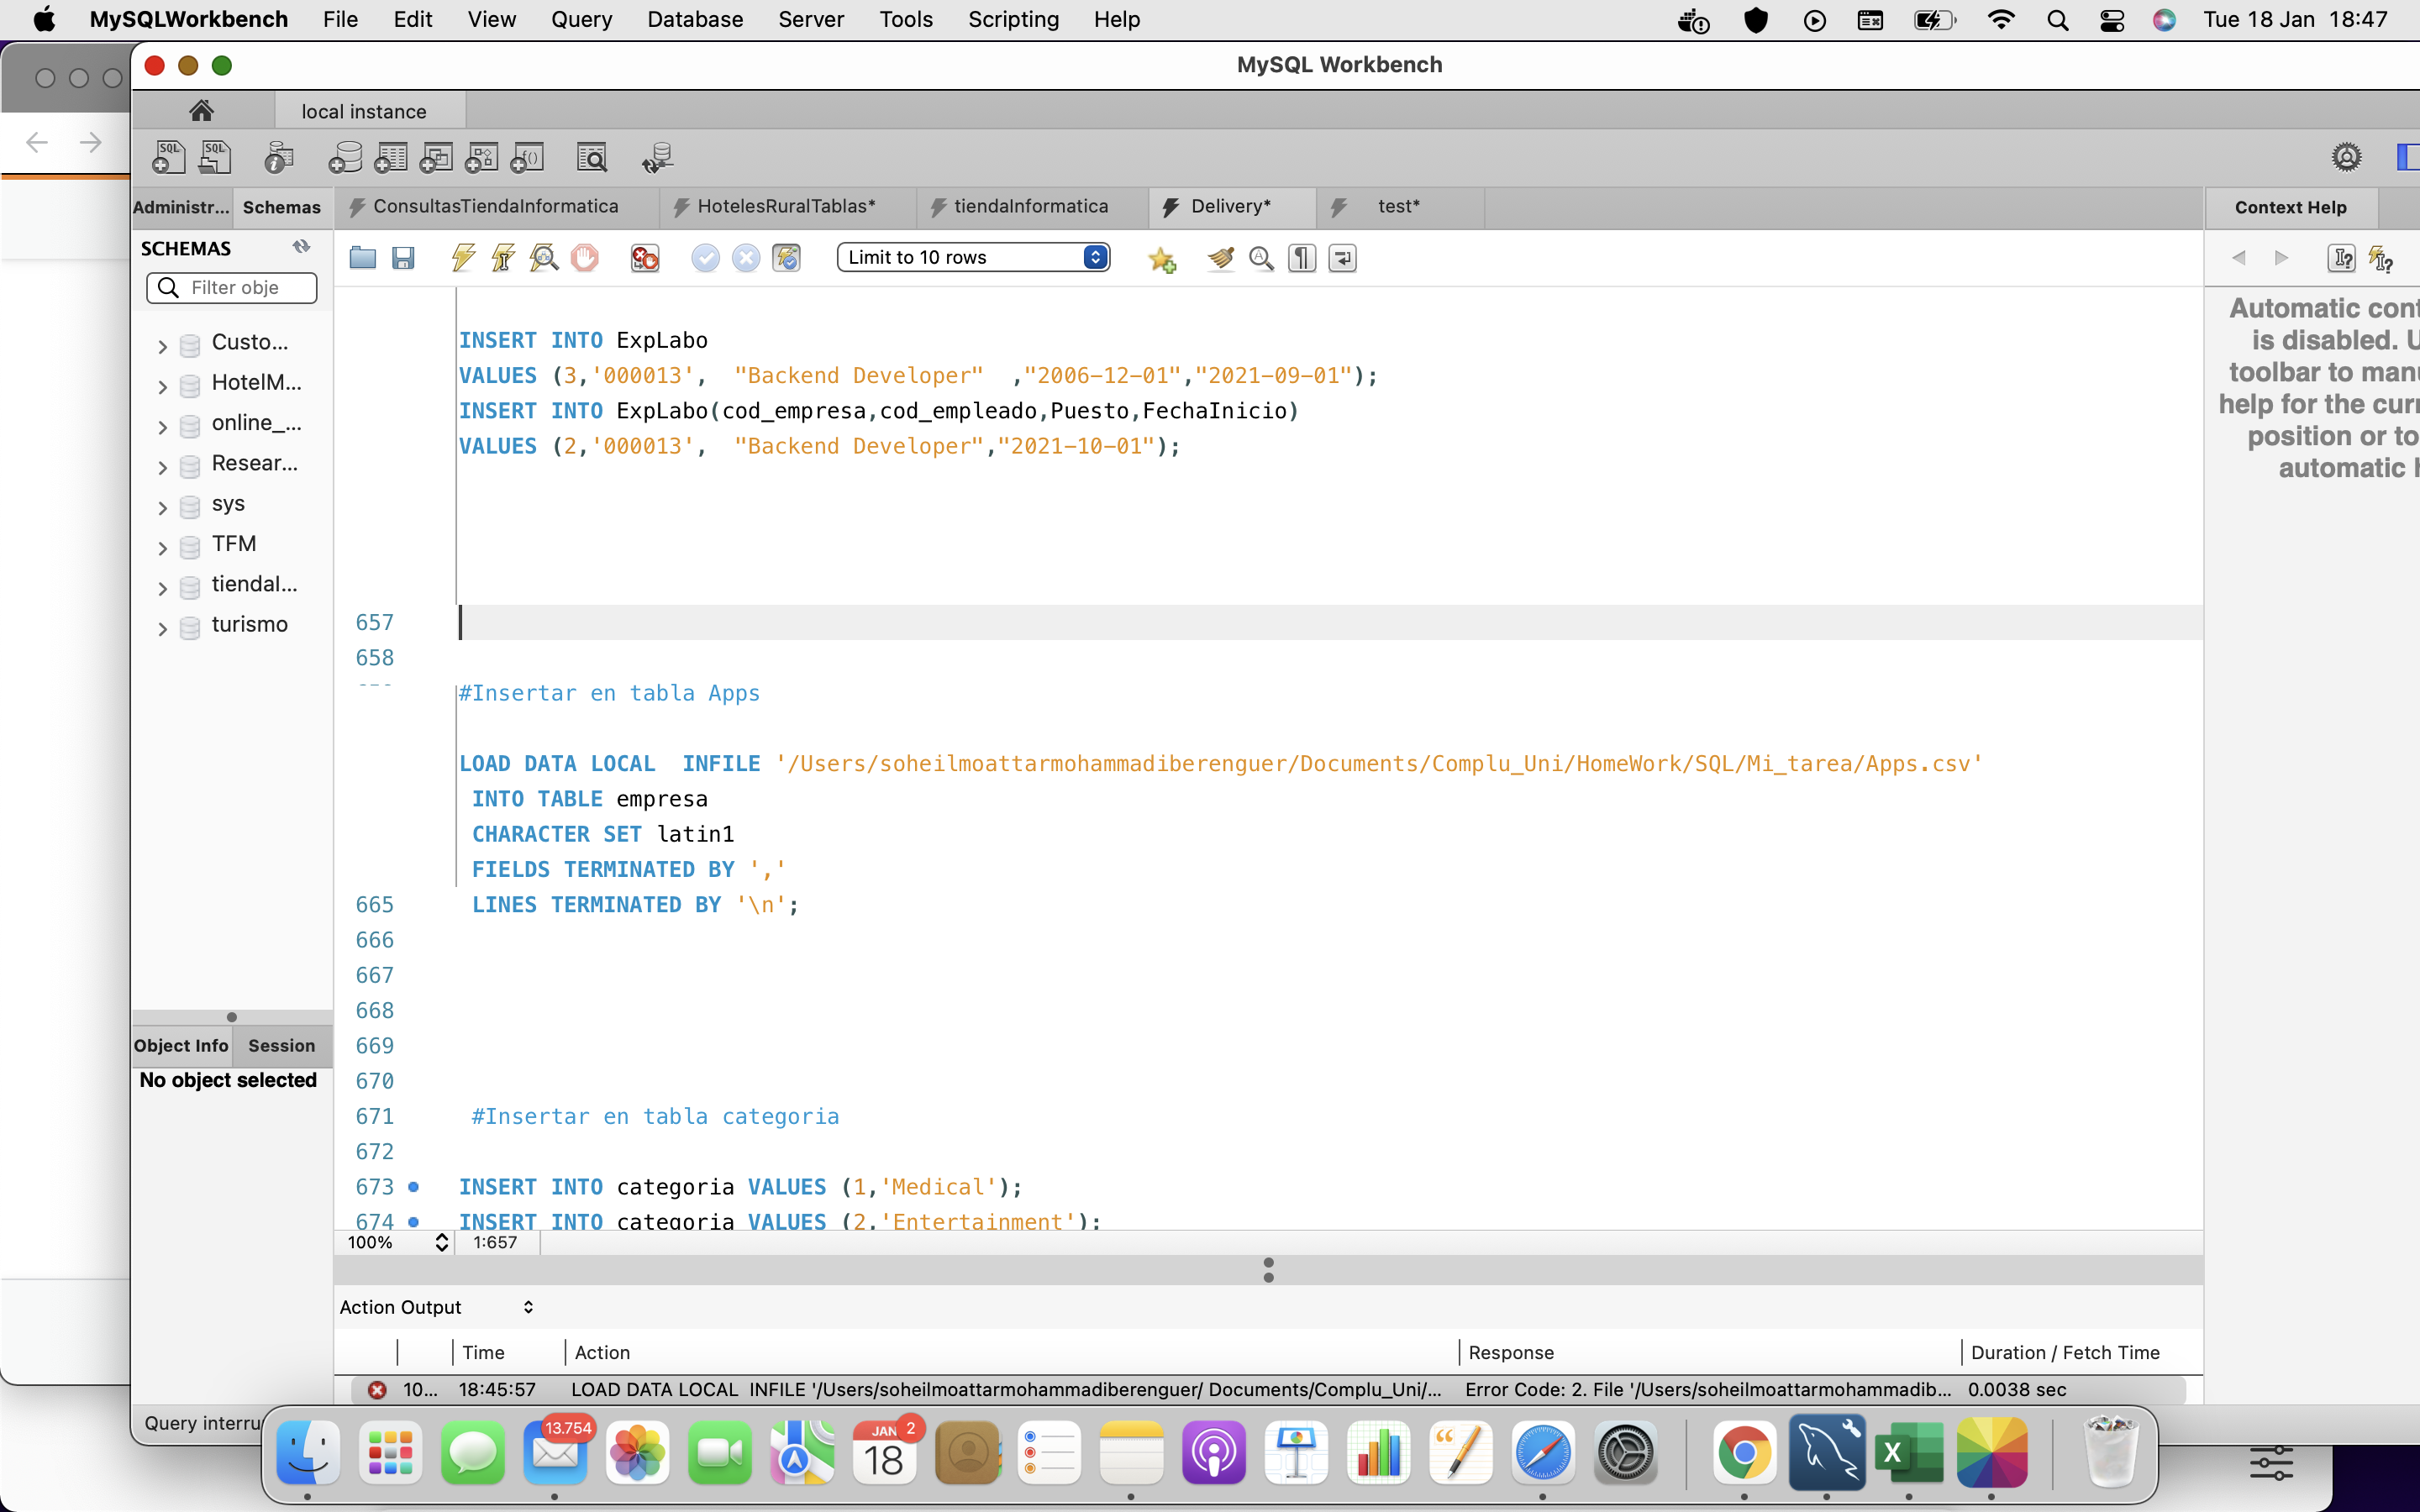 MySQLWorkbench File Edit View Query Database Server Tools Scripting Help Tue 18 Jan 18:47
MySQL Workbench
local instance
Administr... Schemas ConsultasTiendaInformatica HotelesRuralTablas* tiendaInformatica Delivery* test* Context Help
SCHEMAS
Limit to 10 rows
Filter obje
Custo...
HotelM...
online_...
Resear...
sys
TFM
tiendaI...
turismo
INSERT INTO ExpLabo
VALUES (3,'000013', "Backend Developer" ,"2006-12-01","2021-09-01");
INSERT INTO ExpLabo(cod_empresa,cod_empleado,Puesto,FechaInicio)
VALUES (2,'000013', "Backend Developer","2021-10-01");
657
658
#Insertar en tabla Apps
LOAD DATA LOCAL INFILE '/Users/soheilmoattarmohammadiberenguer/Documents/Complu_Uni/HomeWork/SQL/Mi_tarea/Apps.csv'
INTO TABLE empresa
CHARACTER SET latin1
FIELDS TERMINATED BY ','
665 LINES TERMINATED BY '\n';
666
667
668
669
670
671 #Insertar en tabla categoria
672
673 INSERT INTO categoria VALUES (1,'Medical');
674 INSERT INTO categoria VALUES (2,'Entertainment');
100% 1:657
Automatic
is disabled.
toolbar to
help for the
position or to
automatic
Object Info Session
No object selected
Action Output
Time Action Response Duration / Fetch Time
10... 18:45:57 LOAD DATA LOCAL INFILE '/Users/soheilmoattarmohammadiberenguer/ Documents/Complu_Uni/... Error Code: 2. File '/Users/soheilmoattarmohammadib... 0.0038 sec
Query
13.754
JAN 2
18